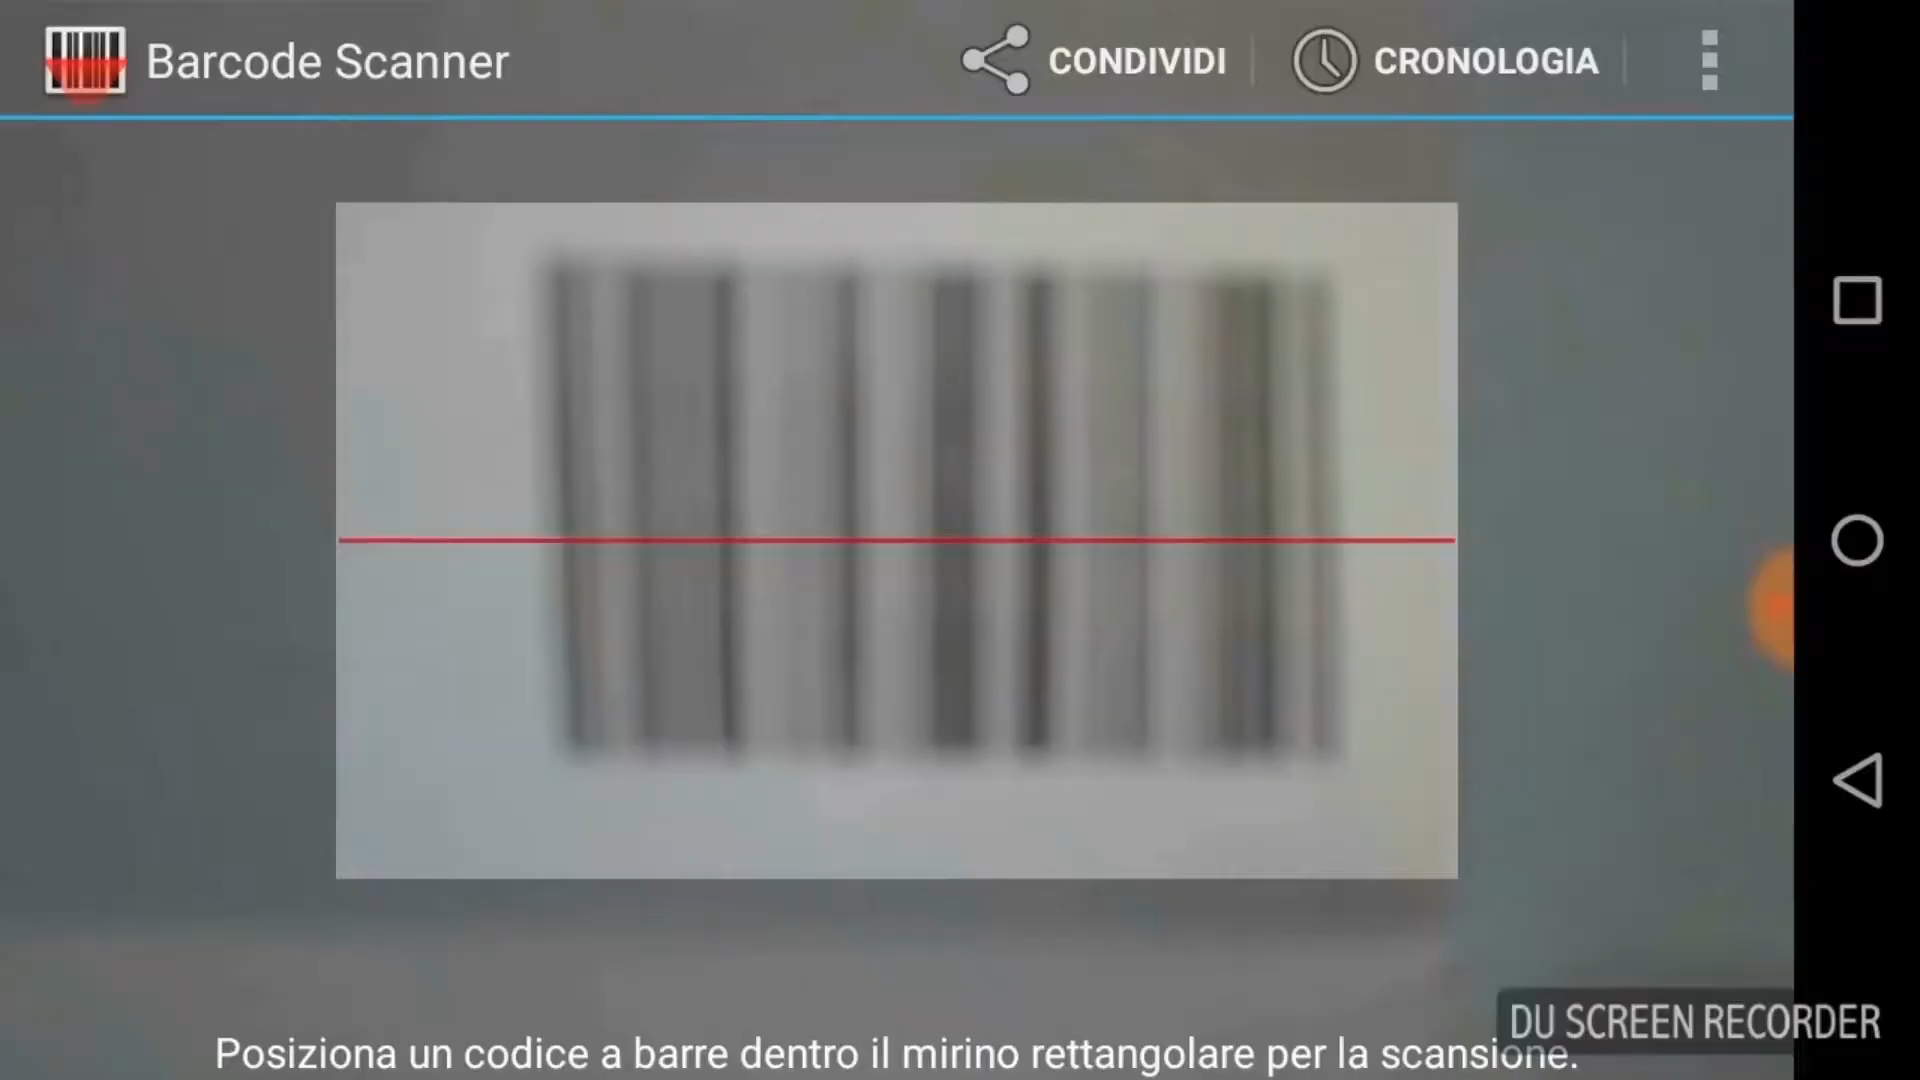 Barcode Scanner
CONDIVIDI
CRONOLOGIA
DU SCREEN RECORDER
Posiziona un codice a barre dentro il mirino rettangolare per la scansione.